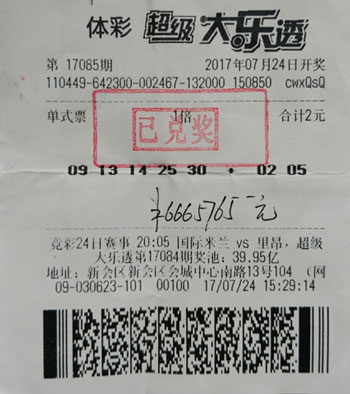 体彩 超级大乐透
第 17085期 2017年07月24日开奖
110449-642300-002467-132000 150850 cwxQsQ
单式票 1倍 合计2元
已兑奖
09 13 14 25 30 + 02 05
¥6665765元
竞彩24日赛事 20:05 国际米兰 vs 里昂，超级
大乐选第17084期奖池：39.95亿
地址：新会区新会区会城中心南路13号104 （网
09-030623-101 00100 17/07/24 15:29:14